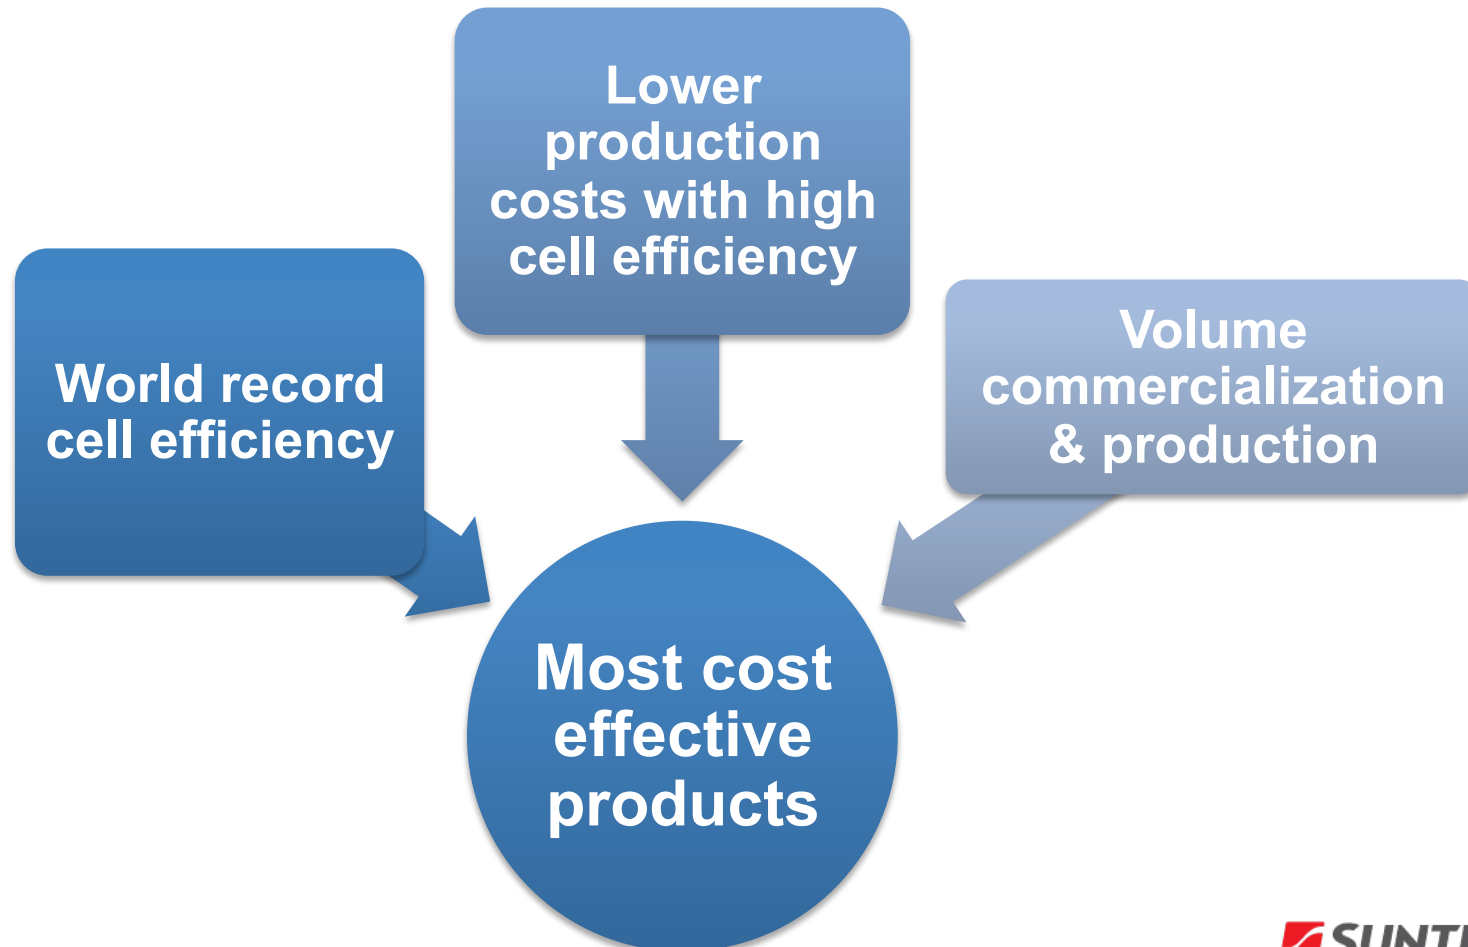 Lower
production
costs with high
cell efficiency
World record
cell efficiency
Volume
commercialization
& production
Most cost
effective
products